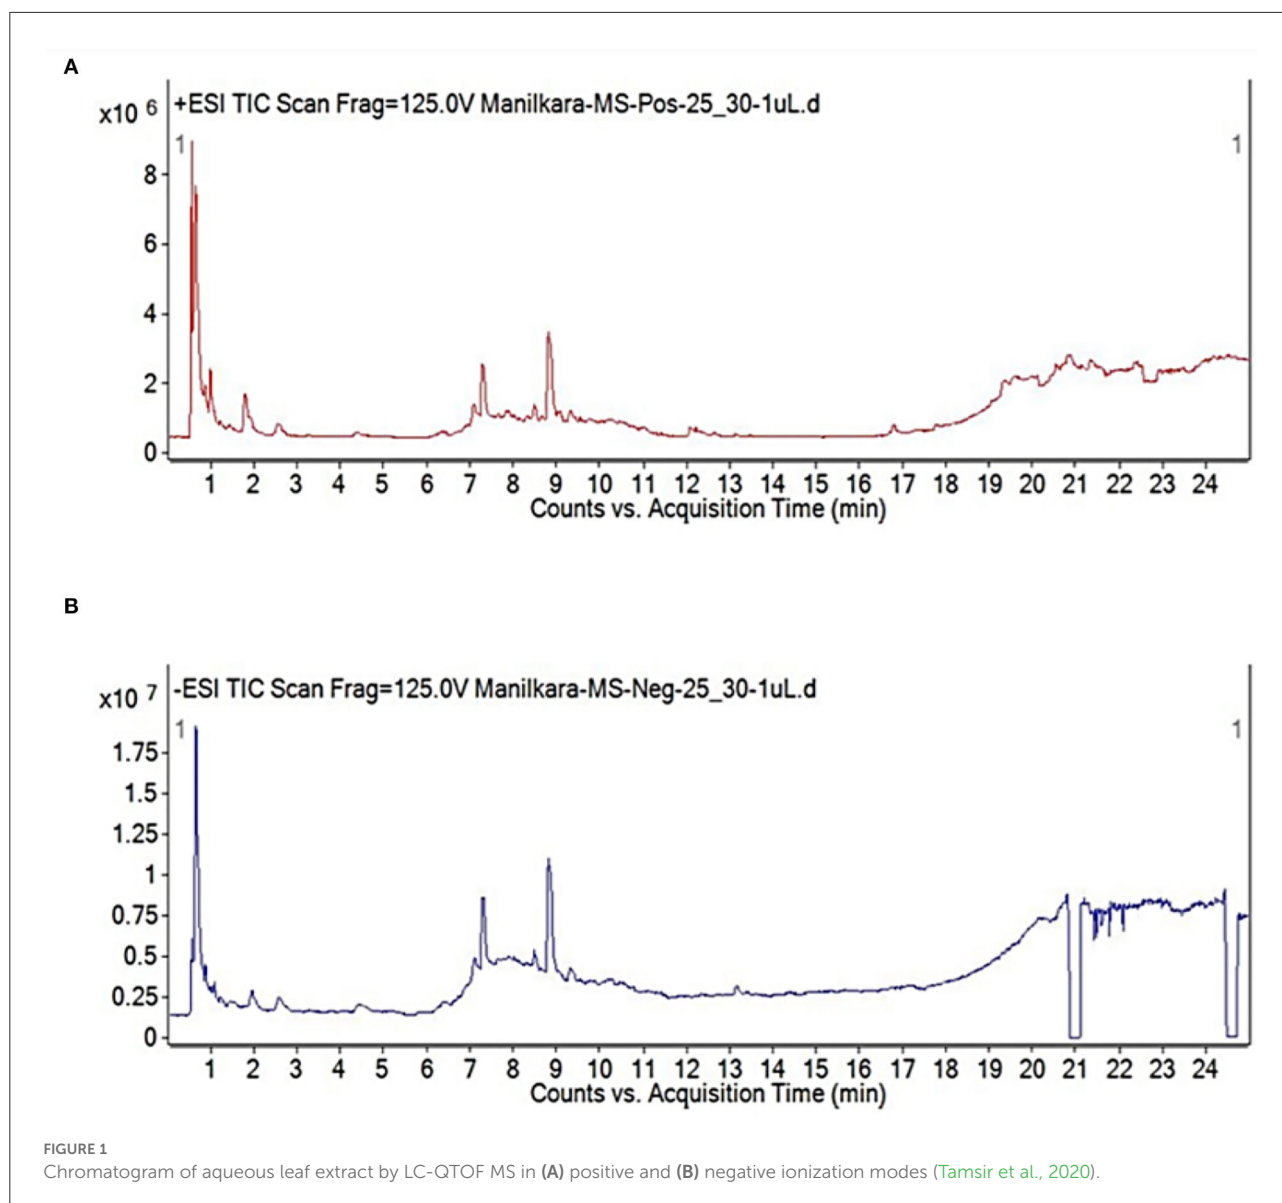 A
x10 6
+ESI TIC Scan Frag=125.0V Manilkara-MS-Pos-25_30-1uL.d
1 1
8
6
4
2
0
1 2 3 4 5 6 7 8 9 10 11 12 13 14 15 16 17 18 19 20 21 22 23 24
Counts vs. Acquisition Time (min)
B
x10 7
-ESI TIC Scan Frag=125.0V Manilkara-MS-Neg-25_30-1uL.d
1 1
1.75
1.5
1.25
1
0.75
0.5
0.25
0
1 2 3 4 5 6 7 8 9 10 11 12 13 14 15 16 17 18 19 20 21 22 23 24
Counts vs. Acquisition Time (min)
FIGURE 1
Chromatogram of aqueous leaf extract by LC-QTOF MS in (A) positive and (B) negative ionization modes (Tamsir et al., 2020).